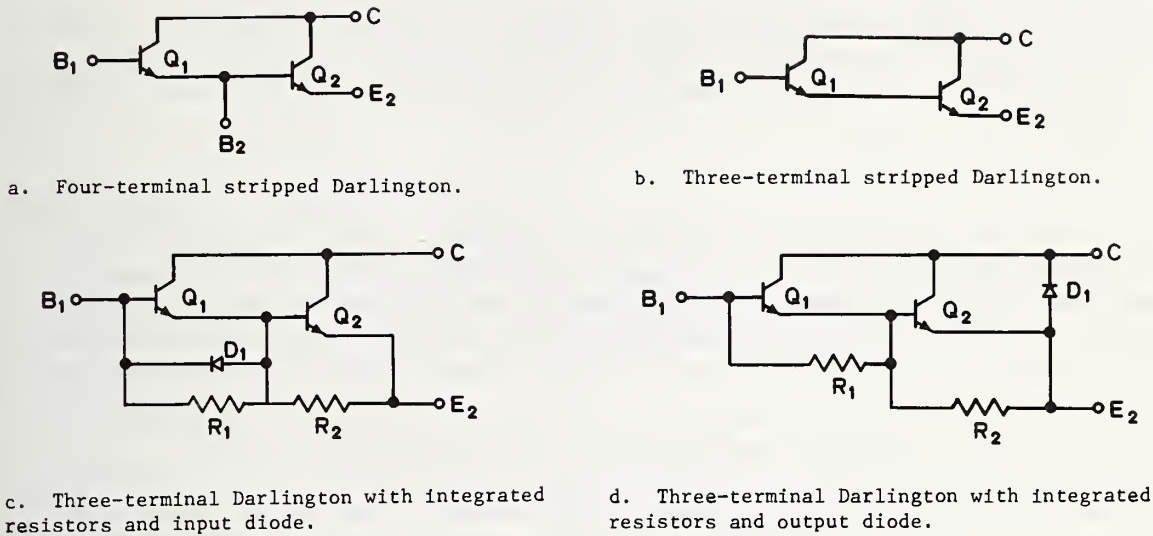 C
B1
Q1
Q2
E2
B2
a. Four-terminal stripped Darlington.
C
B1
Q1
Q2
E2
b. Three-terminal stripped Darlington.
C
B1
Q1
Q2
D1
R1
R2
E2
c. Three-terminal Darlington with integrated
resistors and input diode.
C
B1
Q1
Q2
D1
R1
R2
E2
d. Three-terminal Darlington with integrated
resistors and output diode.